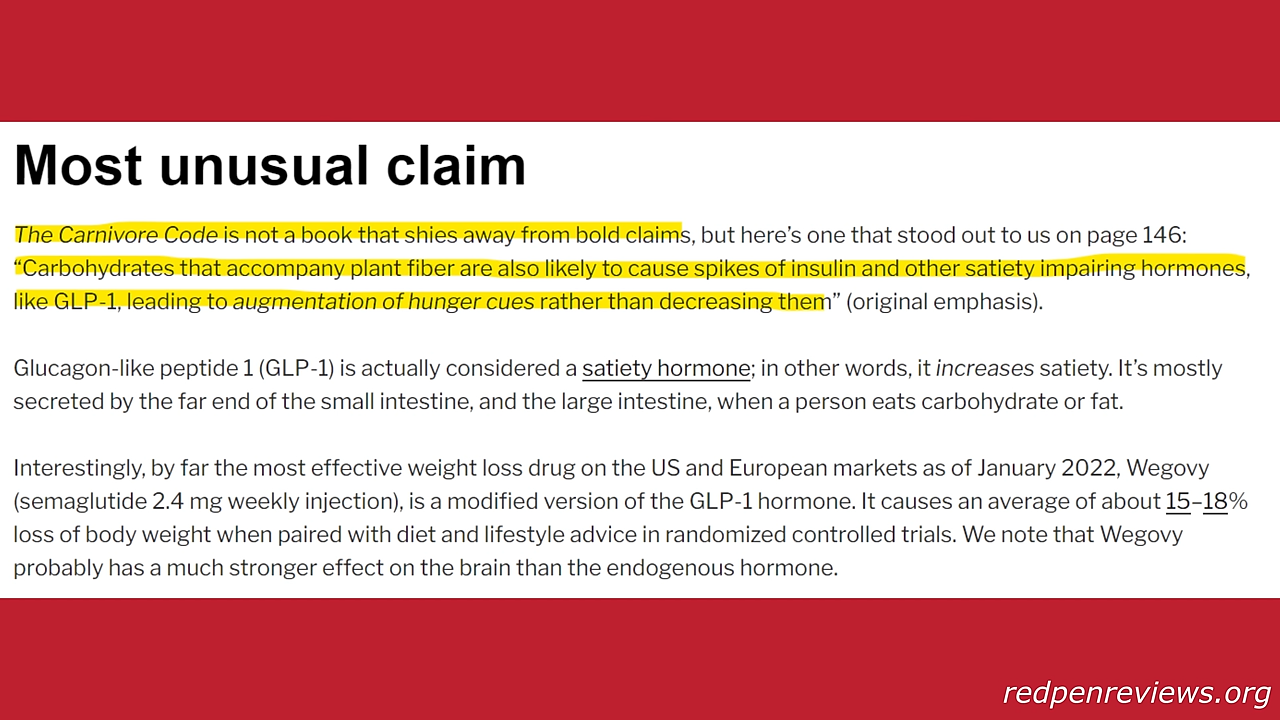 Most unusual claim
The Carnivore Code is not a book that shies away from bold claims, but here’s one that stood out to us on page 146:
“Carbohydrates that accompany plant fiber are also likely to cause spikes of insulin and other satiety impairing hormones,
like GLP-1, leading to augmentation of hunger cues rather than decreasing them” (original emphasis).
Glucagon-like peptide 1 (GLP-1) is actually considered a satiety hormone; in other words, it increases satiety. It’s mostly
secreted by the far end of the small intestine, and the large intestine, when a person eats carbohydrate or fat.
Interestingly, by far the most effective weight loss drug on the US and European markets as of January 2022, Wegovy
(semaglutide 2.4 mg weekly injection), is a modified version of the GLP-1 hormone. It causes an average of about 15–18%
loss of body weight when paired with diet and lifestyle advice in randomized controlled trials. We note that Wegovy
probably has a much stronger effect on the brain than the endogenous hormone.
redpenreviews.org